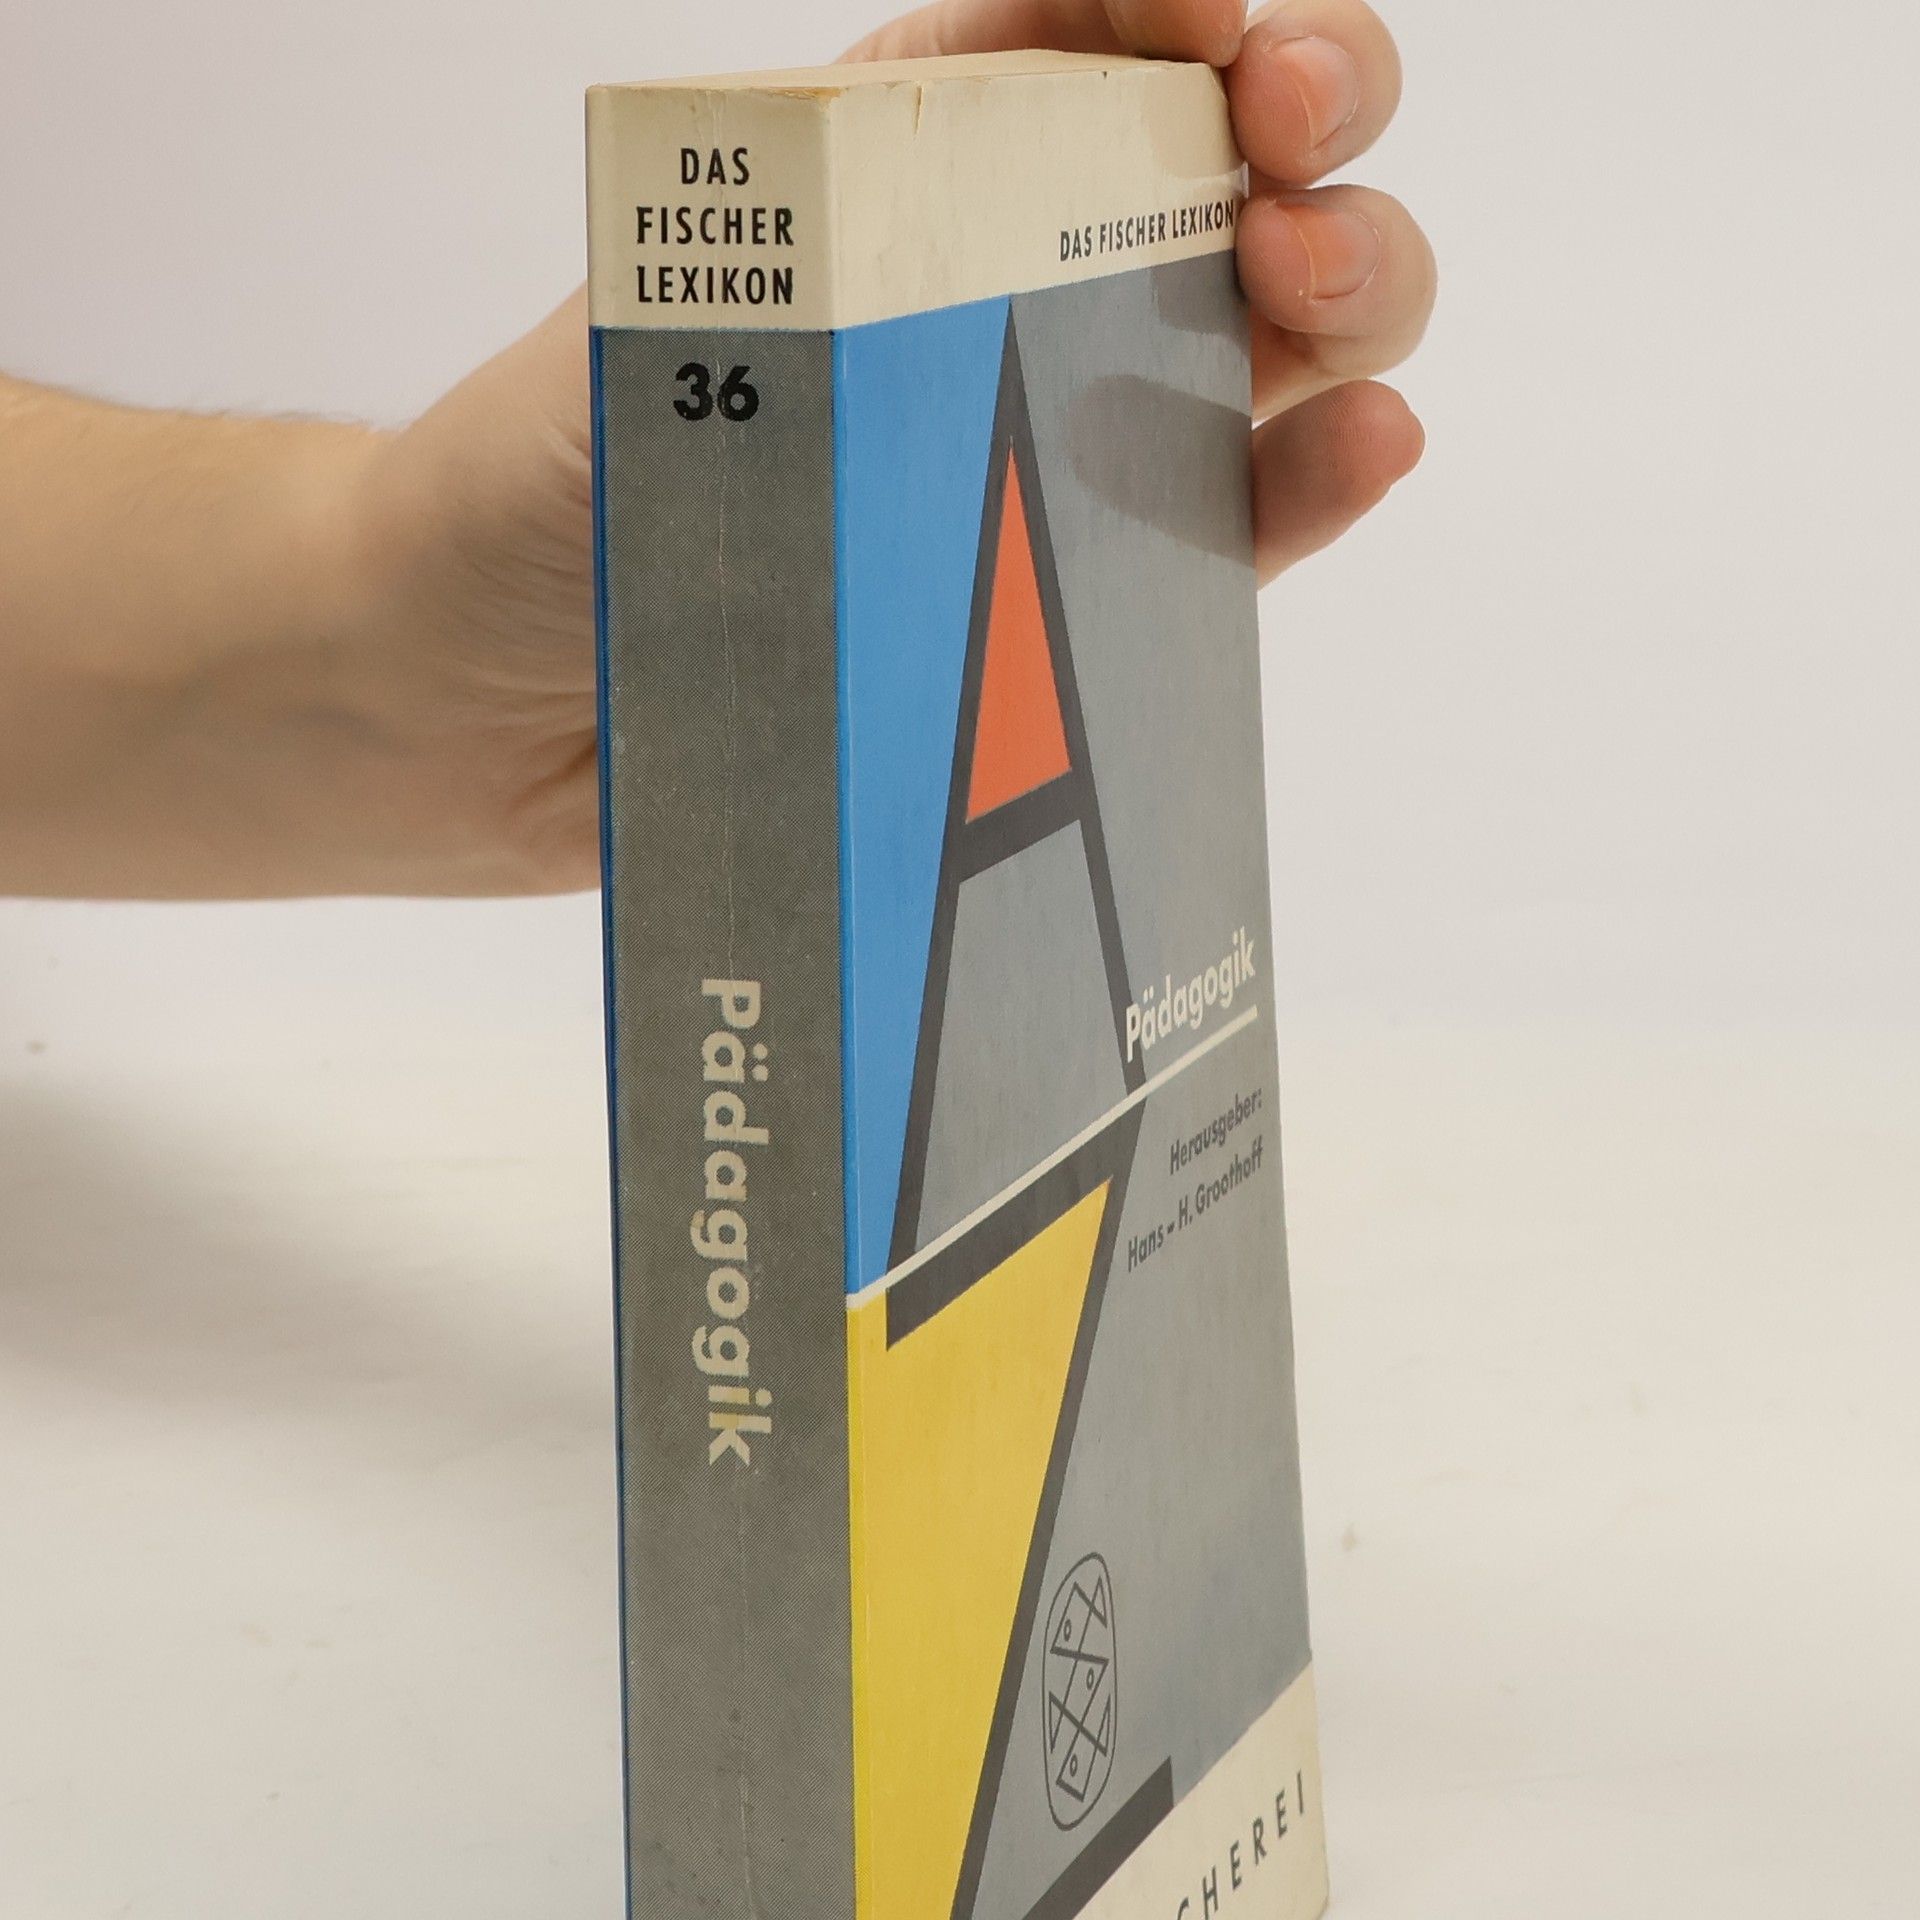 DAS
FISCHER
LEXIKON
36
Pädagogik
DAS FISCHER LEXIKON
A
Pädagogik
Z
Herausgeber:
Hans – H. Groothoff
CHEREI